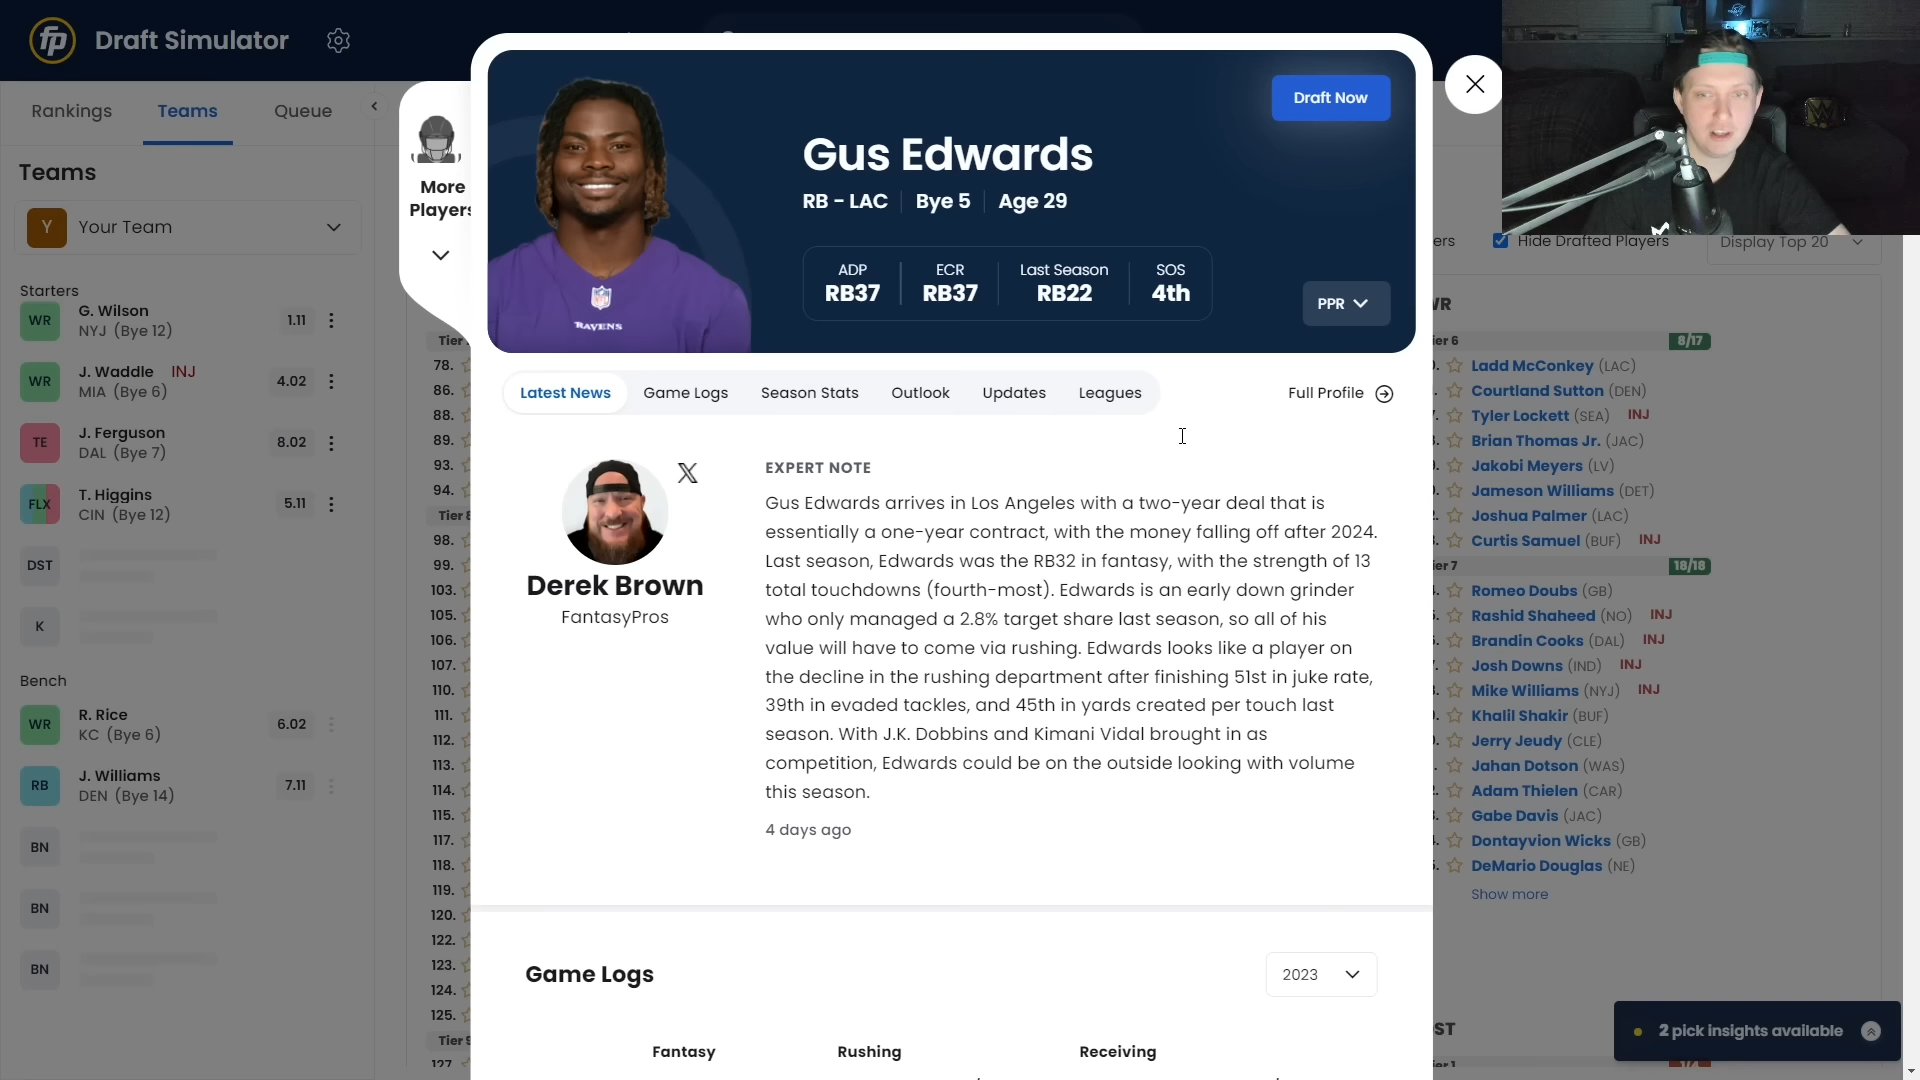 fp
Draft Simulator
Rankings
Teams
Queue
Teams
Y
Your Team
Starters
WR
G. Wilson
NYJ (Bye 12)
1.11
WR
J. Waddle INJ
MIA (Bye 6)
4.02
TE
J. Ferguson
DAL (Bye 7)
8.02
FLX
T. Higgins
CIN (Bye 12)
5.11
DST
K
Bench
WR
R. Rice
KC (Bye 6)
6.02
RB
J. Williams
DEN (Bye 14)
7.11
BN
BN
BN
More
Players
Tier
78.
86.
88.
89.
93.
94.
Tier 8
98.
99.
103.
105.
106.
107.
110.
111.
112.
113.
114.
115.
117.
118.
119.
120.
122.
123.
124.
125.
Tier 9
127.
RAVENS
Draft Now
Gus Edwards
RB - LAC
Bye 5
Age 29
ADP
RB37
ECR
RB37
Last Season
RB22
SOS
4th
PPR
Latest News
Game Logs
Season Stats
Outlook
Updates
Leagues
Full Profile
Derek Brown
FantasyPros
EXPERT NOTE
Gus Edwards arrives in Los Angeles with a two-year deal that is
essentially a one-year contract, with the money falling off after 2024.
Last season, Edwards was the RB32 in fantasy, with the strength of 13
total touchdowns (fourth-most). Edwards is an early down grinder
who only managed a 2.8% target share last season, so all of his
value will have to come via rushing. Edwards looks like a player on
the decline in the rushing department after finishing 51st in juke rate,
39th in evaded tackles, and 45th in yards created per touch last
season. With J.K. Dobbins and Kimani Vidal brought in as
competition, Edwards could be on the outside looking with volume
this season.
4 days ago
Game Logs
2023
Fantasy
Rushing
Receiving
ers
Hide Drafted Players
Display Top 20
WR
ier 6
8/17
Ladd McConkey (LAC)
Courtland Sutton (DEN)
Tyler Lockett (SEA) INJ
Brian Thomas Jr. (JAC)
Jakobi Meyers (LV)
Jameson Williams (DET)
Joshua Palmer (LAC)
Curtis Samuel (BUF) INJ
ier 7
18/18
Romeo Doubs (GB)
Rashid Shaheed (NO) INJ
Brandin Cooks (DAL) INJ
Josh Downs (IND) INJ
Mike Williams (NYJ) INJ
Khalil Shakir (BUF)
Jerry Jeudy (CLE)
Jahan Dotson (WAS)
Adam Thielen (CAR)
Gabe Davis (JAC)
Dontayvion Wicks (GB)
DeMario Douglas (NE)
Show more
ST
ier 1
2 pick insights available